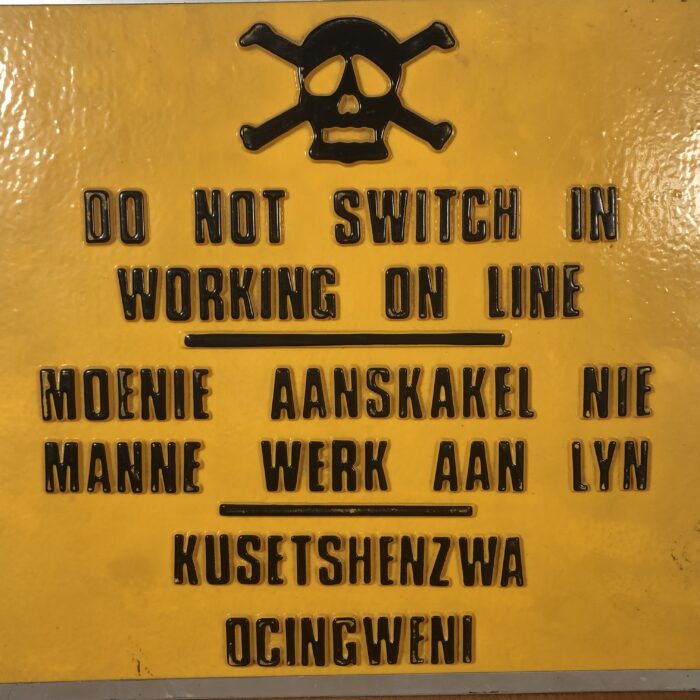 DO NOT SWITCH IN
WORKING ON LINE
MOENIE AANSKAKEL NIE
MANNE WERK AAN LYN
KUSETSHENZWA
OCINGWENI